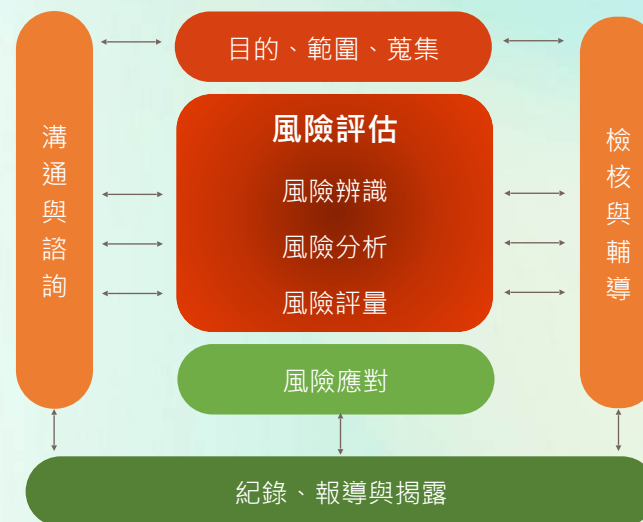 目的、範圍、蒐集
溝通與諮詢
風險評估
風險辨識
風險分析
風險評量
檢核與輔導
風險應對
紀錄、報導與揭露